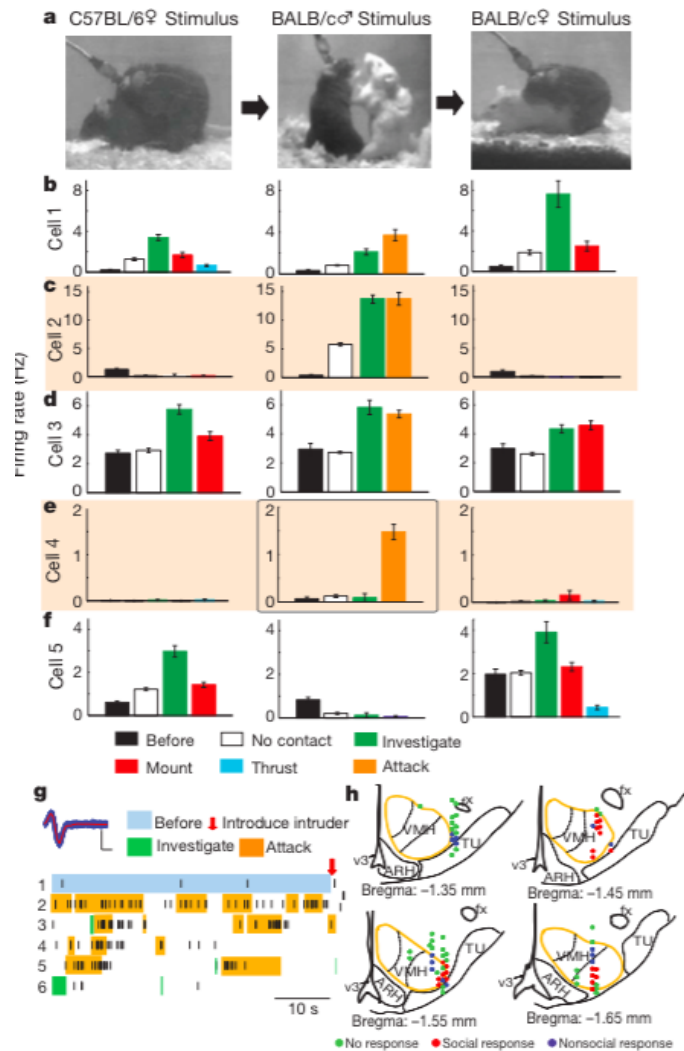 a C57BL/6♀ Stimulus BALB/c♂ Stimulus BALB/c♀ Stimulus
b
Cell 1
8
4
0
8
4
0
8
4
0
c
Cell 2
15
10
5
0
15
10
5
0
15
10
5
0
Firing rate (Hz)
d
Cell 3
6
4
2
0
6
4
2
0
6
4
2
0
e
Cell 4
2
1
0
2
1
0
2
1
0
f
Cell 5
4
2
0
4
2
0
4
2
0
Before No contact Investigate
Mount Thrust Attack
g
Before Introduce intruder
Investigate Attack
1
2
3
4
5
6
10 s
h
fx
VMH
TU
v3
ARH
Bregma: −1.35 mm
fx
VMH
TU
v3
ARH
Bregma: −1.45 mm
fx
VMH
TU
v3
ARH
Bregma: −1.55 mm
fx
VMH
TU
v3
ARH
Bregma: −1.65 mm
No response Social response Nonsocial response